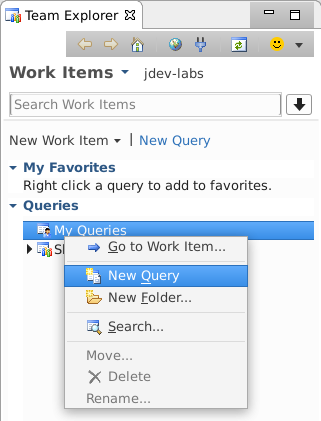 Team Explorer
Work Items jdev-labs
Search Work Items
New Work Item | New Query
My Favorites
Right click a query to add to favorites.
Queries
My Queries
Go to Work Item...
New Query
New Folder...
Search...
Move...
Delete
Rename...